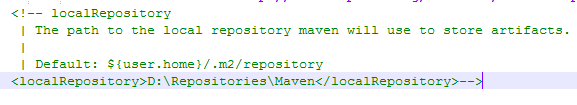 <!-- localRepository
| The path to the local repository maven will use to store artifacts.
|
| Default: ${user.home}/.m2/repository
<localRepository>D:\Repositories\Maven</localRepository>-->